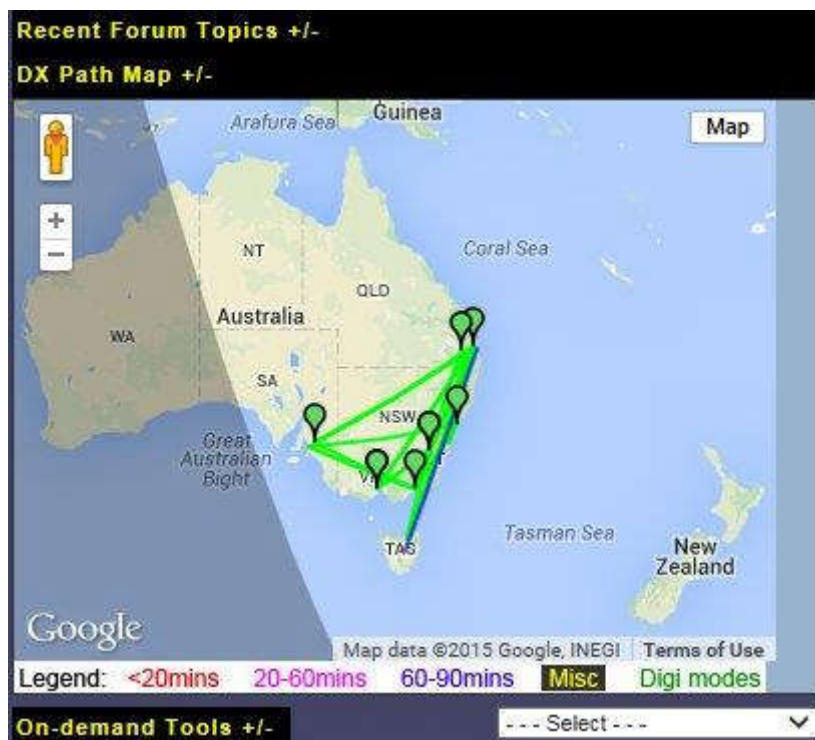 Recent Forum Topics +/-
DX Path Map +/-
Arafura Sea
Guinea
Map
+
−
NT
Coral Sea
QLD
Australia
WA
SA
NSW
Great
Australian
Bight
TAS
Tasman Sea
New
Zealand
Google
Map data ©2015 Google, INEGI Terms of Use
Legend: <20mins 20-60mins 60-90mins Misc Digi modes
On-demand Tools +/- - - - Select - - -